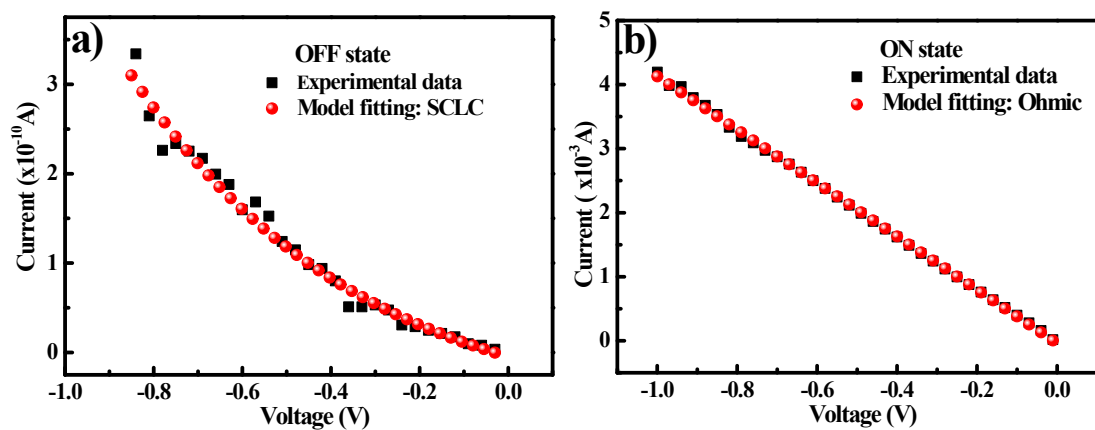 a)
OFF state
Experimental data
Model fitting: SCLC
Current (x10⁻¹⁰A)
3
2
1
0
-1.0 -0.8 -0.6 -0.4 -0.2 0.0
Voltage (V)
b)
ON state
Experimental data
Model fitting: Ohmic
Current ( x10⁻³A)
5
4
3
2
1
0
-1.0 -0.8 -0.6 -0.4 -0.2 0.0
Voltage (V)